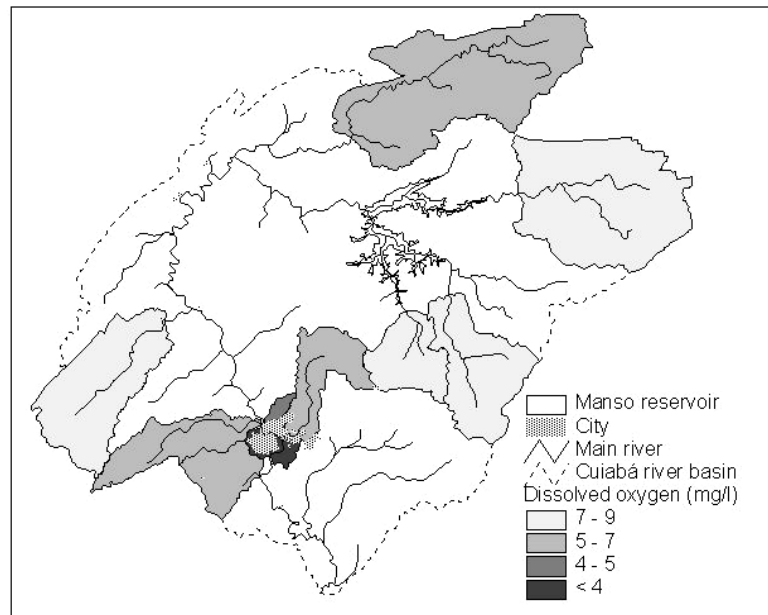 Manso reservoir
City
Main river
Cuiabá river basin
Dissolved oxygen (mg/l)
7 - 9
5 - 7
4 - 5
< 4